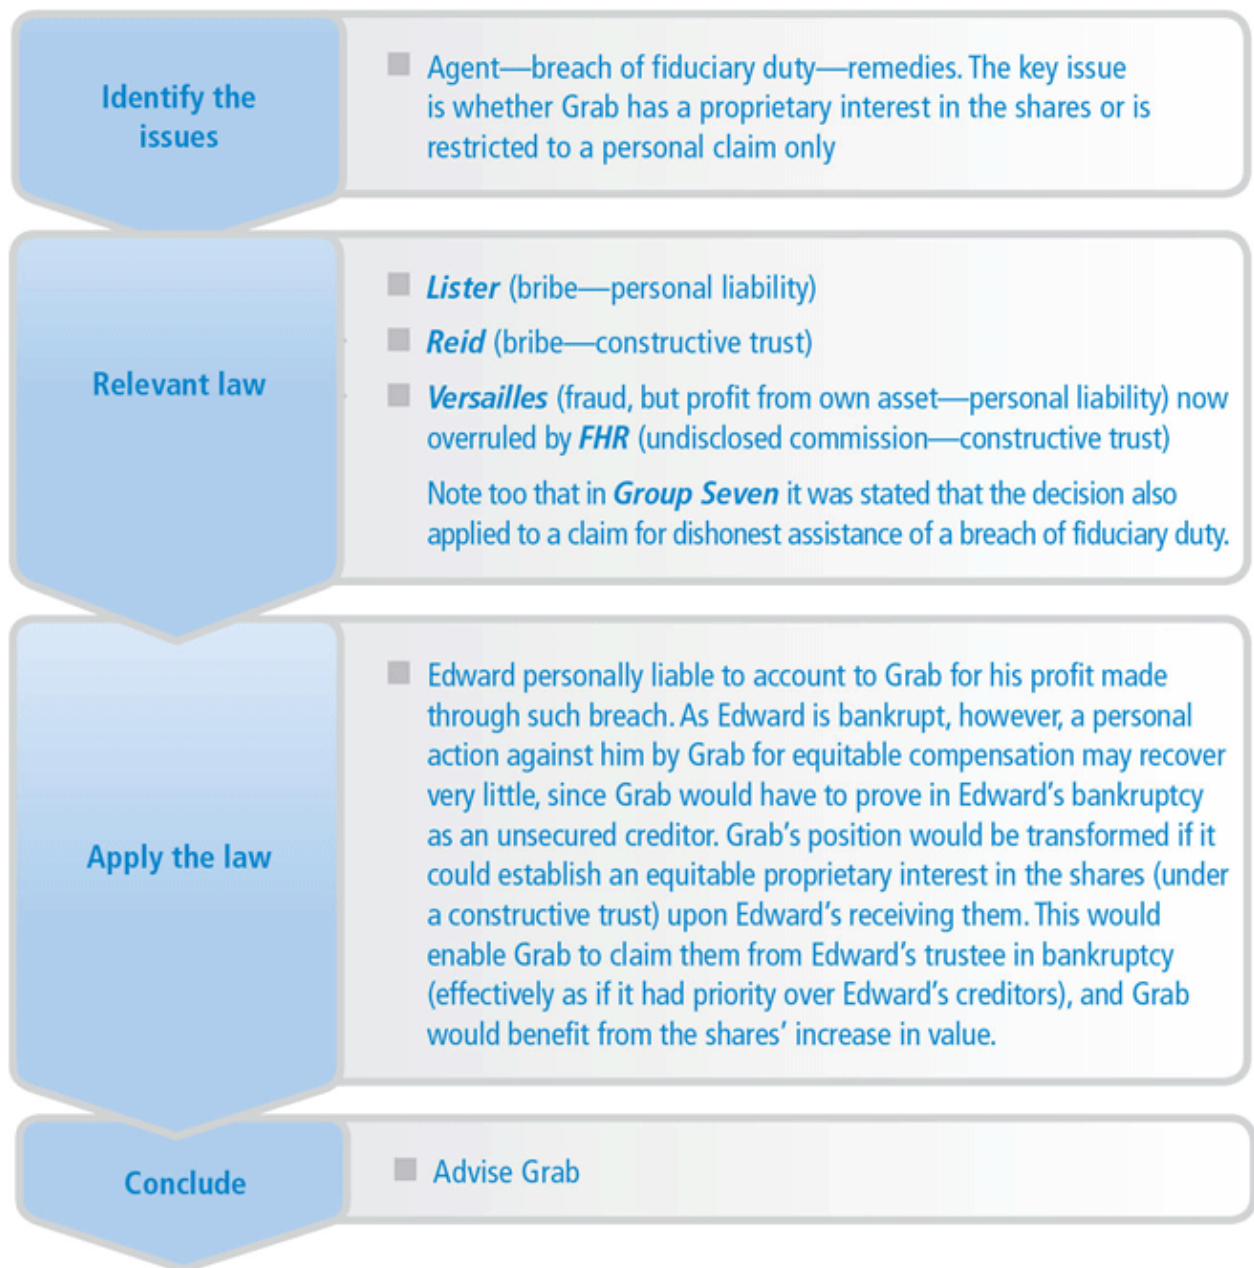 Identify the
issues
Agent—breach of fiduciary duty—remedies. The key issue
is whether Grab has a proprietary interest in the shares or is
restricted to a personal claim only
Relevant law
Lister (bribe—personal liability)
Reid (bribe—constructive trust)
Versailles (fraud, but profit from own asset—personal liability) now
overruled by FHR (undisclosed commission—constructive trust)
Note too that in Group Seven it was stated that the decision also
applied to a claim for dishonest assistance of a breach of fiduciary duty.
Apply the law
Edward personally liable to account to Grab for his profit made
through such breach. As Edward is bankrupt, however, a personal
action against him by Grab for equitable compensation may recover
very little, since Grab would have to prove in Edward's bankruptcy
as an unsecured creditor. Grab's position would be transformed if it
could establish an equitable proprietary interest in the shares (under
a constructive trust) upon Edward's receiving them. This would
enable Grab to claim them from Edward's trustee in bankruptcy
(effectively as if it had priority over Edward's creditors), and Grab
would benefit from the shares' increase in value.
Conclude
Advise Grab